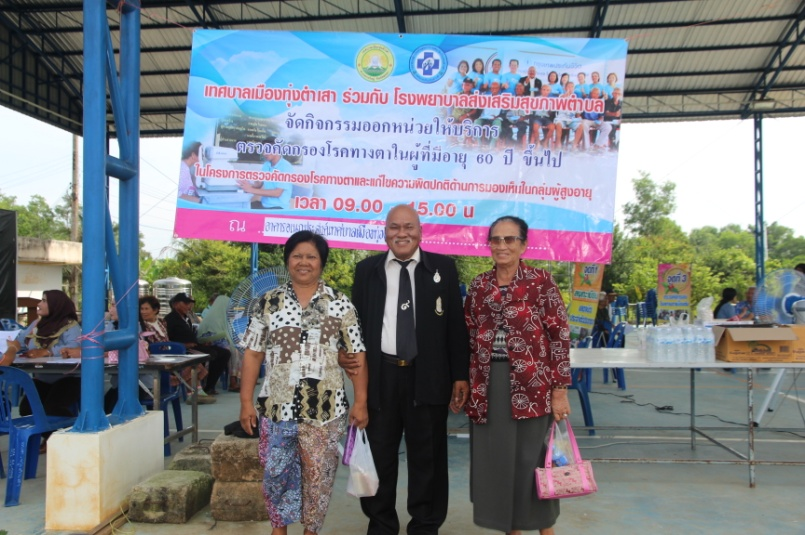 เทศบาลเมืองทุ่งตำเสา ร่วมกับ โรงพยาบาลส่งเสริมสุขภาพตำบล
จัดกิจกรรมออกหน่วยให้บริการ
ตรวจคัดกรองโรคทางตาในผู้ที่มีอายุ 60 ปี ขึ้นไป
ในโครงการตรวจคัดกรองโรคทางตาและแก้ไขความผิดปกติด้านการมองเห็นในกลุ่มผู้สูงอายุ
เวลา 09.00 15.00 น
ณ อาคารอเนกประสงค์เทศบาลเมืองทุ่ง
จุดที่
จุดที่ 2